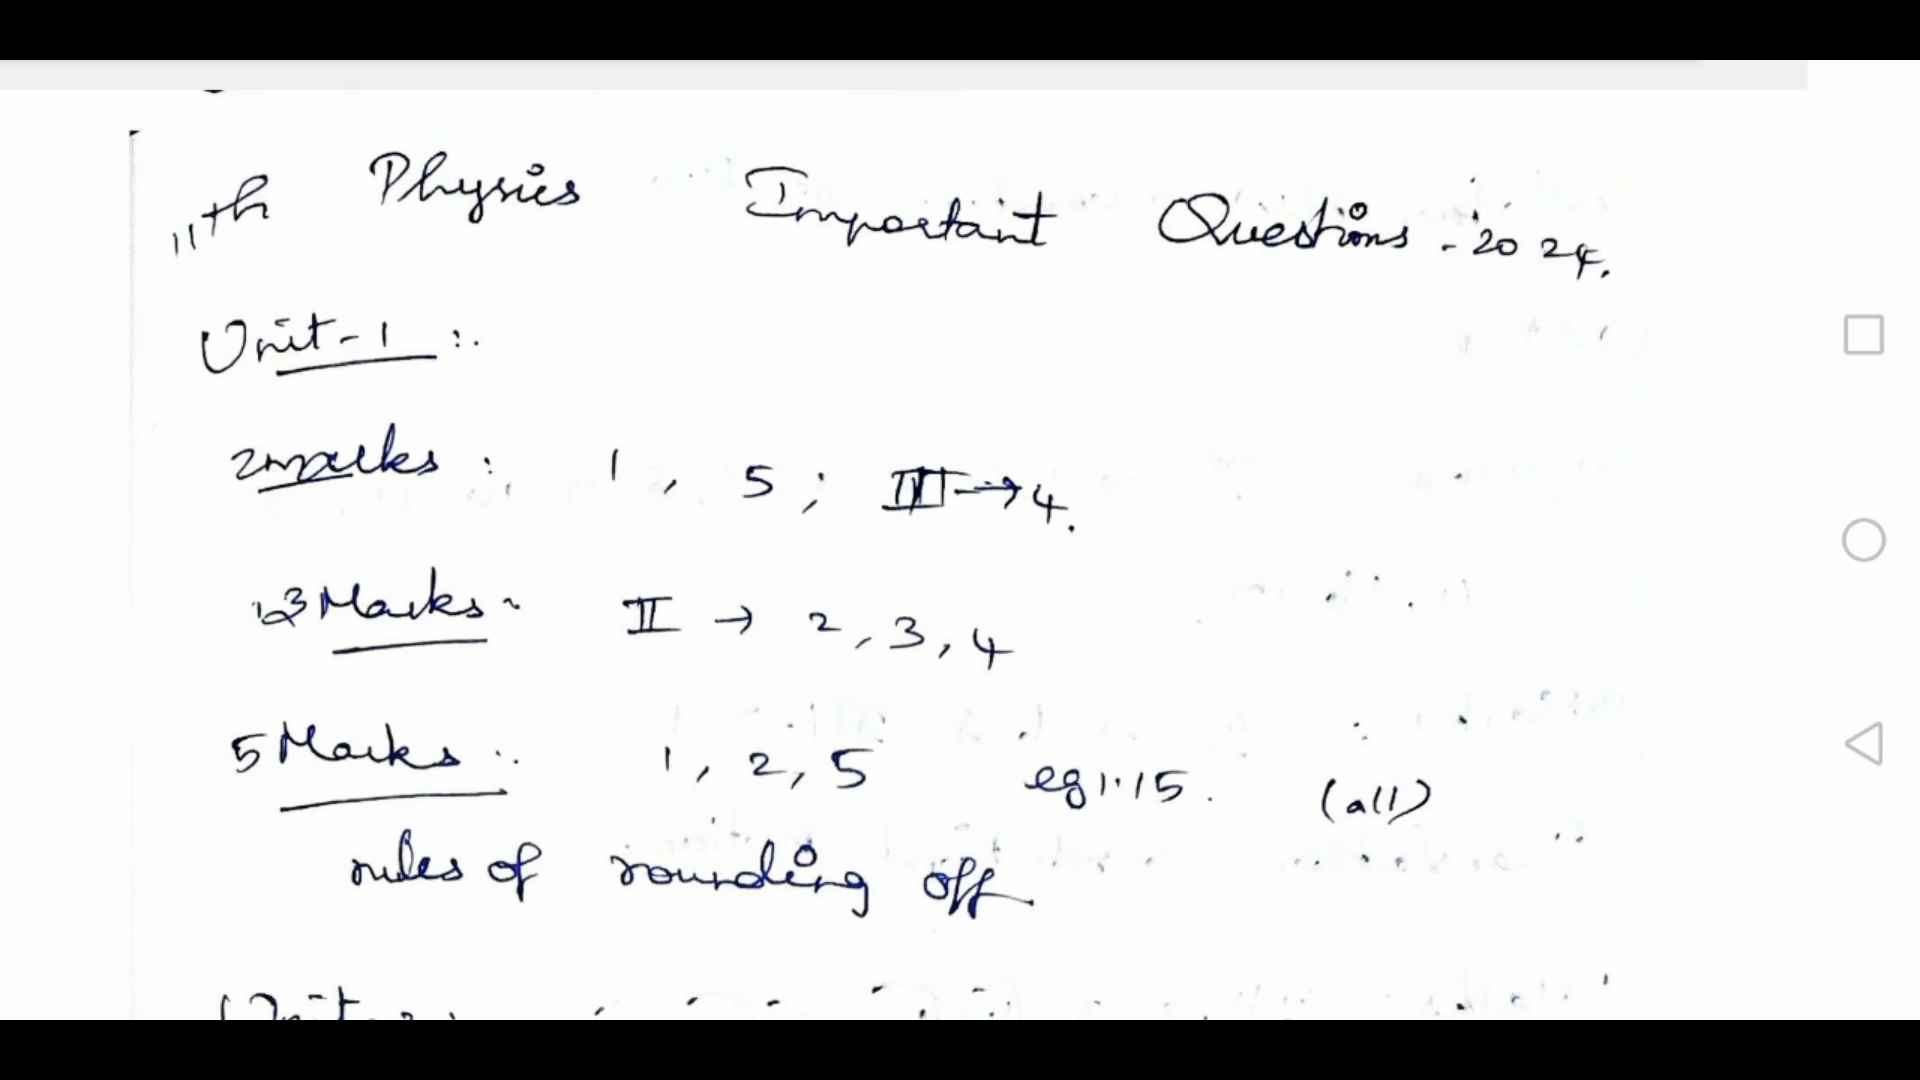 11th Physics Important Questions - 2024.
Unit-1 :.
2marks : 1, 5; III → 4.
3 Marks - II → 2, 3, 4
5 Marks :. 1, 2, 5 eg 1.15. (all)
rules of rounding off